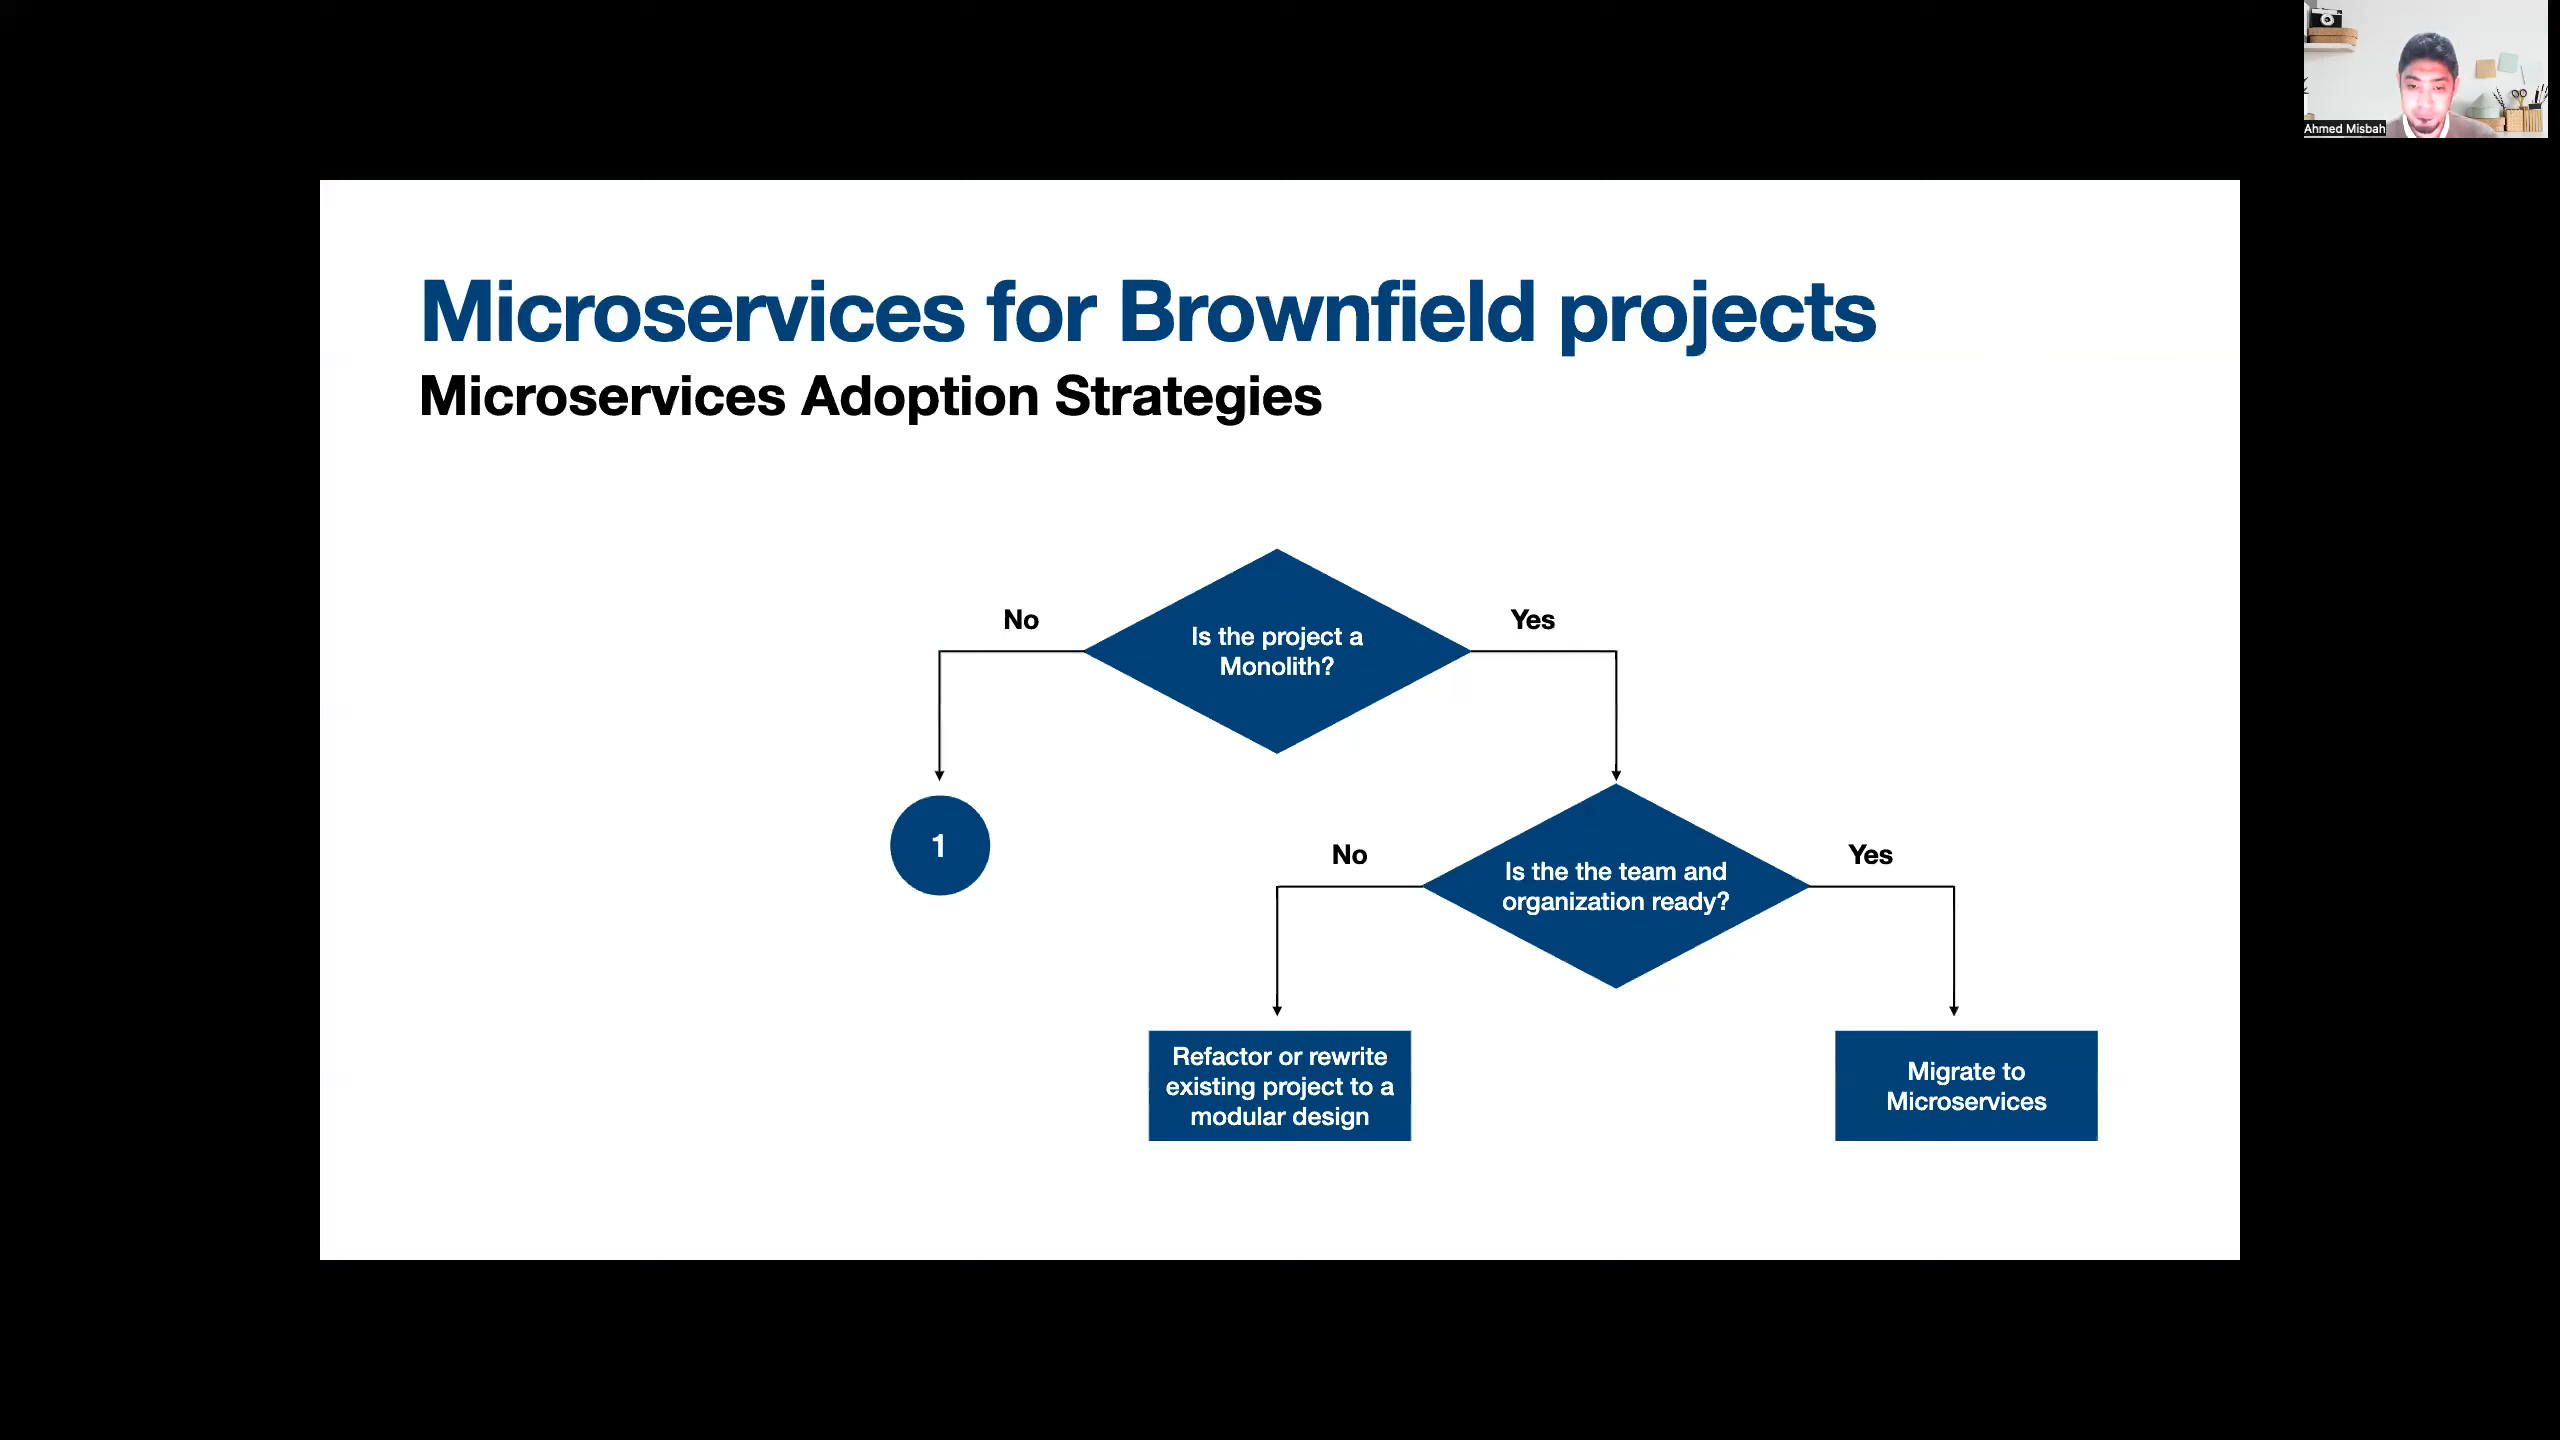 Ahmed Misbah
Microservices for Brownfield projects
Microservices Adoption Strategies
No
Yes
Is the project a
Monolith?
1
No
Yes
Is the the team and
organization ready?
Refactor or rewrite
existing project to a
modular design
Migrate to
Microservices